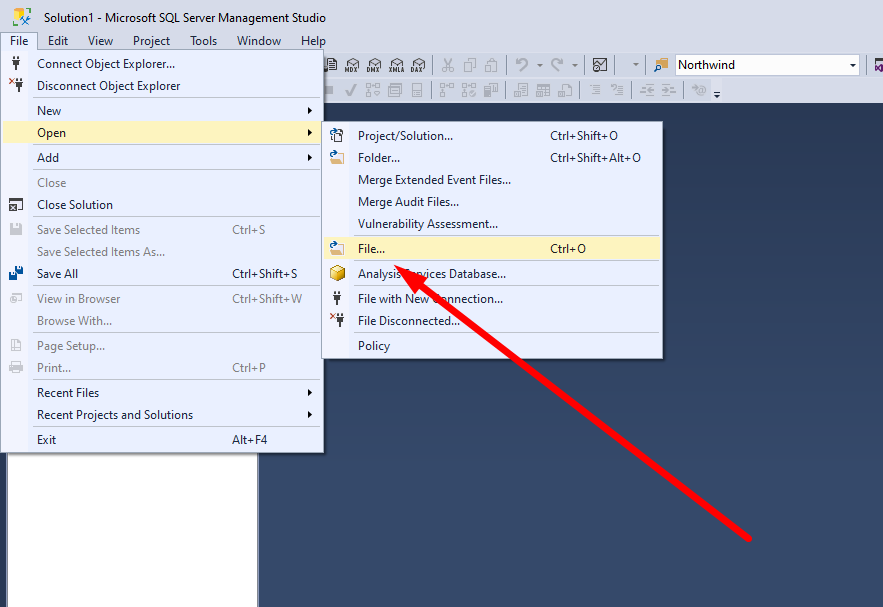 Solution1 - Microsoft SQL Server Management Studio
File Edit View Project Tools Window Help
MDX DMX XMLA DAX
Northwind
Connect Object Explorer...
Disconnect Object Explorer
New
Open
Add
Close
Close Solution
Save Selected Items Ctrl+S
Save Selected Items As...
Save All Ctrl+Shift+S
View in Browser Ctrl+Shift+W
Browse With...
Page Setup...
Print... Ctrl+P
Recent Files
Recent Projects and Solutions
Exit Alt+F4
Project/Solution... Ctrl+Shift+O
Folder... Ctrl+Shift+Alt+O
Merge Extended Event Files...
Merge Audit Files...
Vulnerability Assessment...
File... Ctrl+O
Analysis Services Database...
File with New Connection...
File Disconnected...
Policy